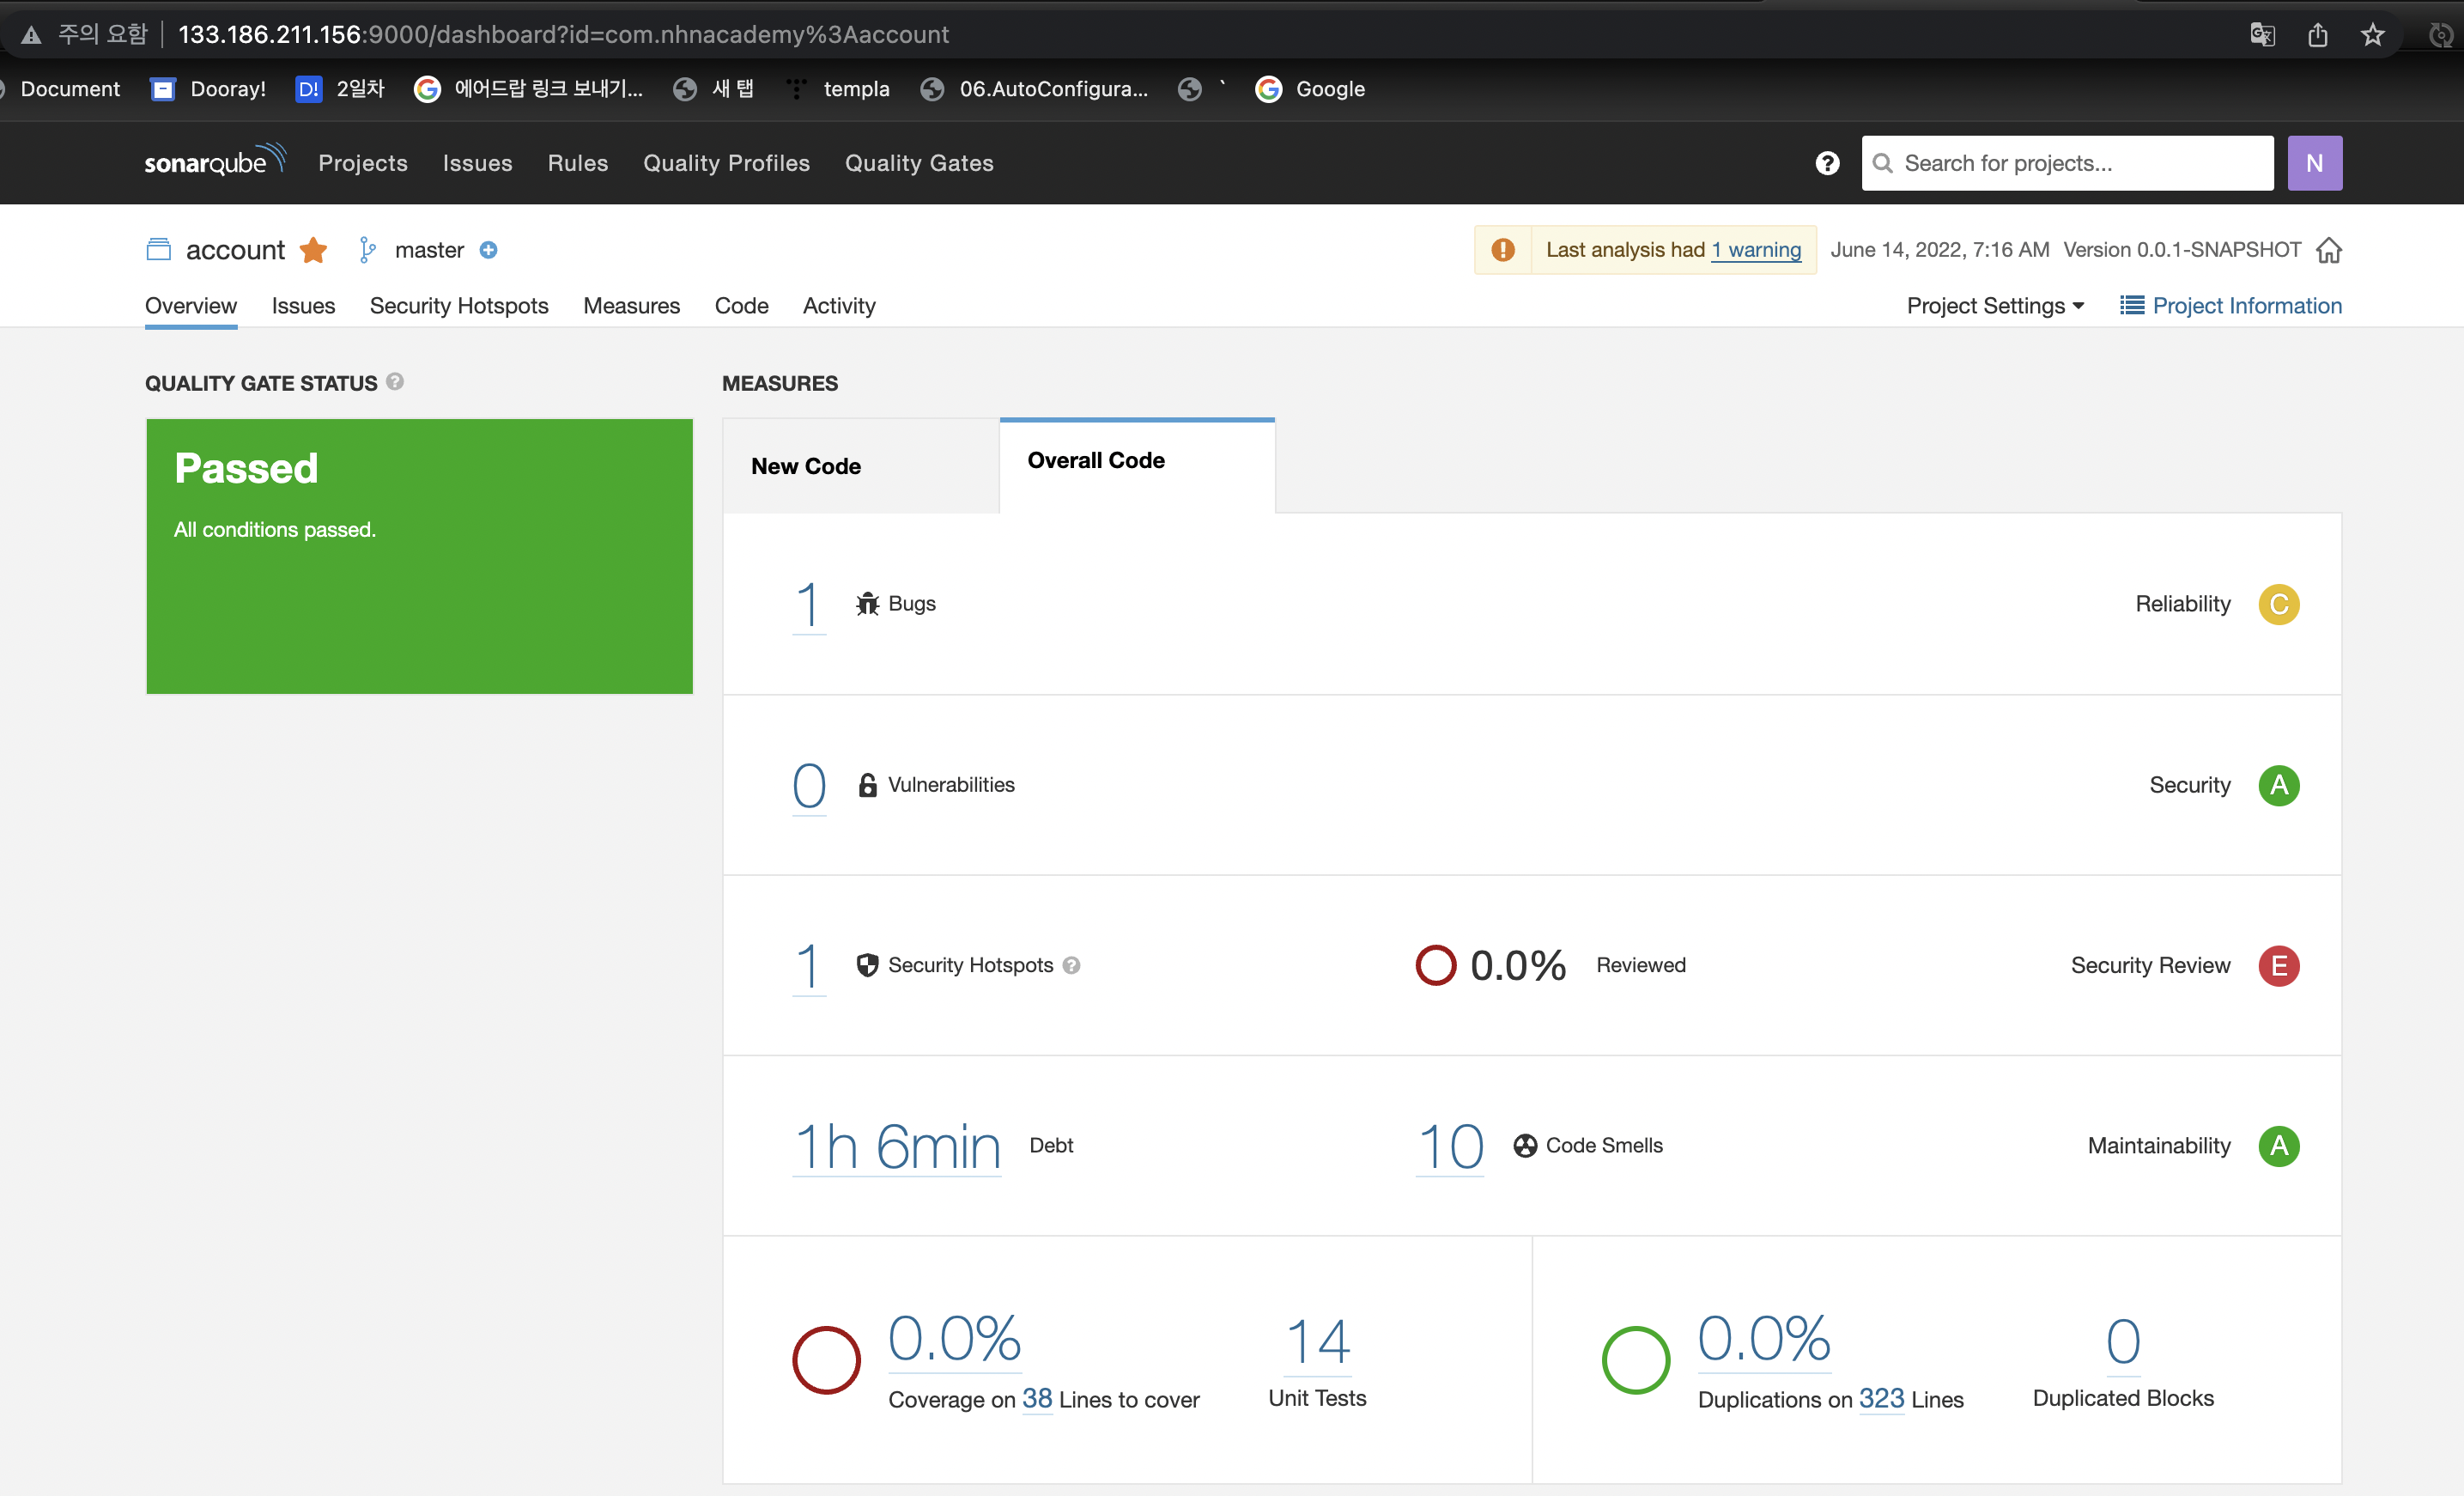 주의 요함 133.186.211.156:9000/dashboard?id=com.nhnacademy%3Aaccount
Document Dooray! D! 2일차 에어드랍 링크 보내기... 새 탭 templa 06.AutoConfigura... ` Google
sonarqube Projects Issues Rules Quality Profiles Quality Gates ? Search for projects... N
account master Last analysis had 1 warning June 14, 2022, 7:16 AM Version 0.0.1-SNAPSHOT
Overview Issues Security Hotspots Measures Code Activity Project Settings Project Information
QUALITY GATE STATUS ? MEASURES
Passed
All conditions passed.
New Code Overall Code
1 Bugs Reliability C
0 Vulnerabilities Security A
1 Security Hotspots ? 0.0% Reviewed Security Review E
1h 6min Debt 10 Code Smells Maintainability A
0.0% 14 0.0% 0
Coverage on 38 Lines to cover Unit Tests Duplications on 323 Lines Duplicated Blocks